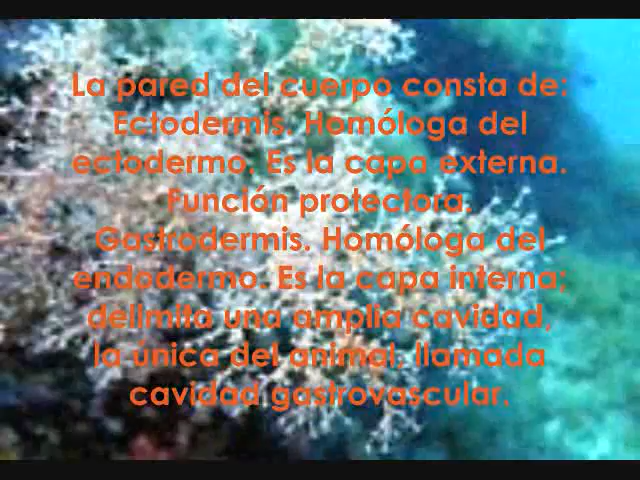 La pared del cuerpo consta de:
Ectodermis. Homóloga del
ectodermo. Es la capa externa.
Función protectora.
Gastrodermis. Homóloga del
endodermo. Es la capa interna;
delimita una amplia cavidad,
la única del animal, llamada
cavidad gastrovascular.